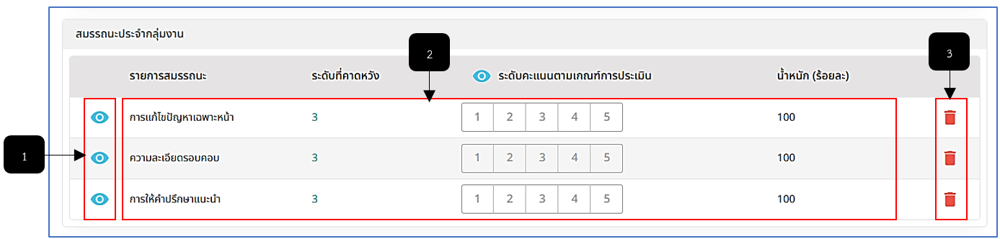 สมรรถนะประจำกลุ่มงาน
2
3
รายการสมรรถนะ ระดับที่คาดหวัง ระดับคะแนนตามเกณฑ์การประเมิน น้ำหนัก (ร้อยละ)
การแก้ไขปัญหาเฉพาะหน้า 3 1 2 3 4 5 100
1
ความละเอียดรอบคอบ 3 1 2 3 4 5 100
การให้คำปรึกษาแนะนำ 3 1 2 3 4 5 100